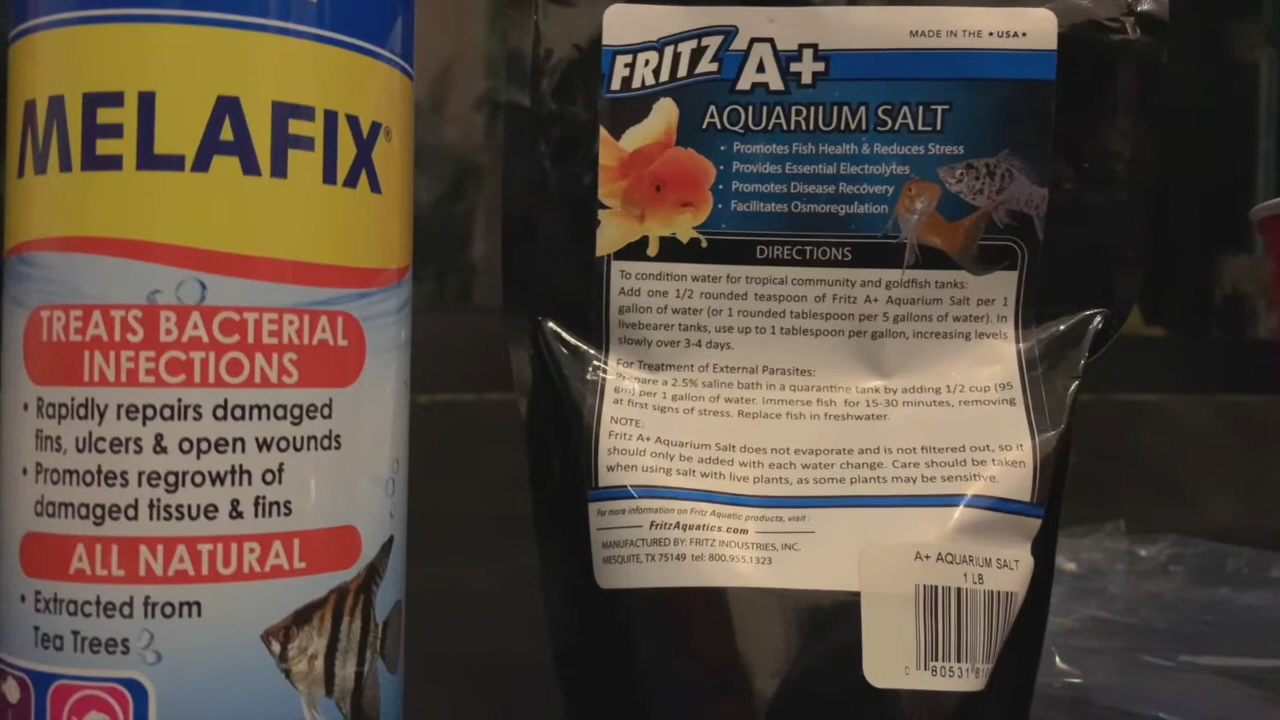 MELAFIX®
TREATS BACTERIAL
INFECTIONS
• Rapidly repairs damaged
fins, ulcers & open wounds
• Promotes regrowth of
damaged tissue & fins
ALL NATURAL
• Extracted from
Tea Trees
MADE IN THE ★USA★
FRITZ A+
AQUARIUM SALT
• Promotes Fish Health & Reduces Stress
• Provides Essential Electrolytes
• Promotes Disease Recovery
• Facilitates Osmoregulation
DIRECTIONS
To condition water for tropical community and goldfish tanks:
Add one 1/2 rounded teaspoon of Fritz A+ Aquarium Salt per 1
gallon of water (or 1 rounded tablespoon per 5 gallons of water). In
livebearer tanks, use up to 1 tablespoon per gallon, increasing levels
slowly over 3-4 days.
For Treatment of External Parasites:
Prepare a 2.5% saline bath in a quarantine tank by adding 1/2 cup (95
gm) per 1 gallon of water. Immerse fish for 15-30 minutes, removing
at first signs of stress. Replace fish in freshwater.
NOTE:
Fritz A+ Aquarium Salt does not evaporate and is not filtered out, so it
should only be added with each water change. Care should be taken
when using salt with live plants, as some plants may be sensitive.
For more information on Fritz Aquatic products, visit:
FritzAquatics.com
MANUFACTURED BY: FRITZ INDUSTRIES, INC.
MESQUITE, TX 75149 tel: 800.955.1323
A+ AQUARIUM SALT
1 LB
0 80531